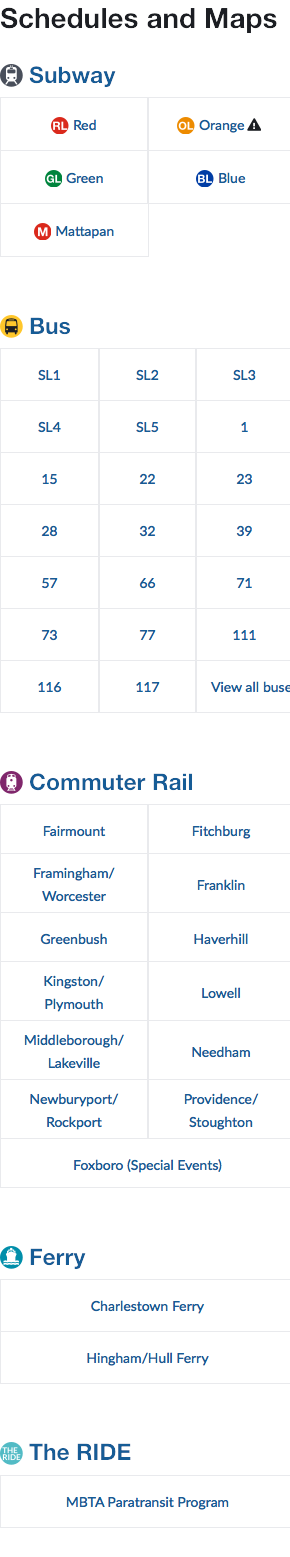 Schedules and Maps
Subway
RL Red
OL Orange
GL Green
BL Blue
M Mattapan
Bus
SL1 SL2 SL3
SL4 SL5 1
15 22 23
28 32 39
57 66 71
73 77 111
116 117 View all buse
Commuter Rail
Fairmount
Fitchburg
Framingham/
Worcester
Franklin
Greenbush
Haverhill
Kingston/
Plymouth
Lowell
Middleborough/
Lakeville
Needham
Newburyport/
Rockport
Providence/
Stoughton
Foxboro (Special Events)
Ferry
Charlestown Ferry
Hingham/Hull Ferry
THE
RIDE
The RIDE
MBTA Paratransit Program